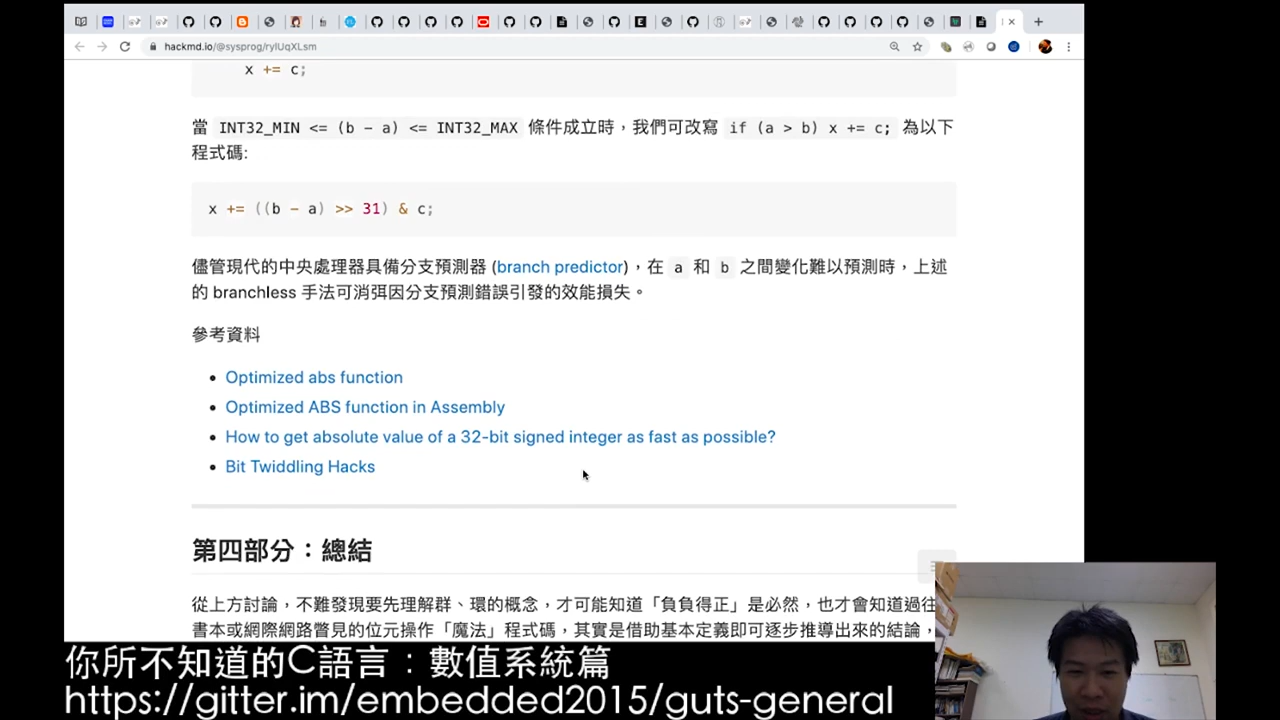 hackmd.io/@sysprog/rylUqXLsm
x += c;
當 INT32_MIN <= (b - a) <= INT32_MAX 條件成立時，我們可改寫 if (a > b) x += c; 為以下
程式碼:
x += ((b - a) >> 31) & c;
儘管現代的中央處理器具備分支預測器 (branch predictor)，在 a 和 b 之間變化難以預測時，上述
的 branchless 手法可消弭因分支預測錯誤引發的效能損失。
參考資料
Optimized abs function
Optimized ABS function in Assembly
How to get absolute value of a 32-bit signed integer as fast as possible?
Bit Twiddling Hacks
第四部分：總結
從上方討論，不難發現要先理解群、環的概念，才可能知道「負負得正」是必然，也才會知道過往
書本或網際網路瞥見的位元操作「魔法」程式碼，其實是借助基本定義即可逐步推導出來的結論，
你所不知道的C語言：數值系統篇
https://gitter.im/embedded2015/guts-general